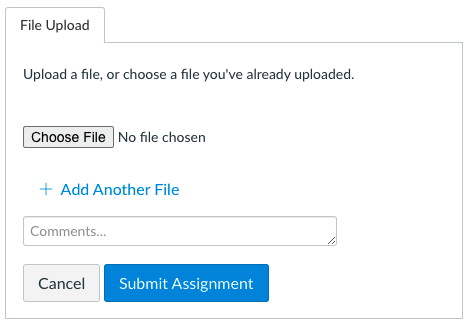 File Upload
Upload a file, or choose a file you've already uploaded.
Choose File No file chosen
+ Add Another File
Comments...
Cancel Submit Assignment